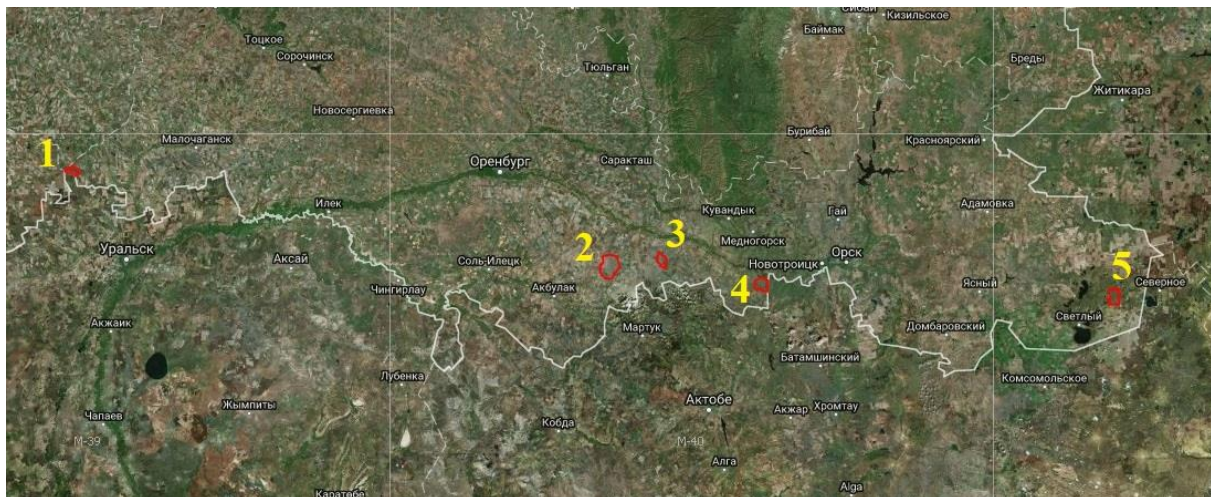 Сибай
Кизильское
Тоцкое
Баймак
Сорочинск
Бреды
Тюльган
Житикара
Новосергиевка
Бурибай
Малочаганск
Красноярский
1
Оренбург
Саракташ
Илек
Кувандык
Гай
Адамовка
2
3
Уральск
Медногорск
Аксай
Соль-Илецк
Новотроицк
Орск
5
Ясный
Северное
Чингирлау
Акбулак
4
Светлый
Акжаик
Мартук
Домбаровский
Батамшинский
Лубенка
Комсомольское
Жымпиты
Актобе
Чапаев
Кобда
Акжар
Хромтау
М-39
М-40
Алга
Каратобе
Alga